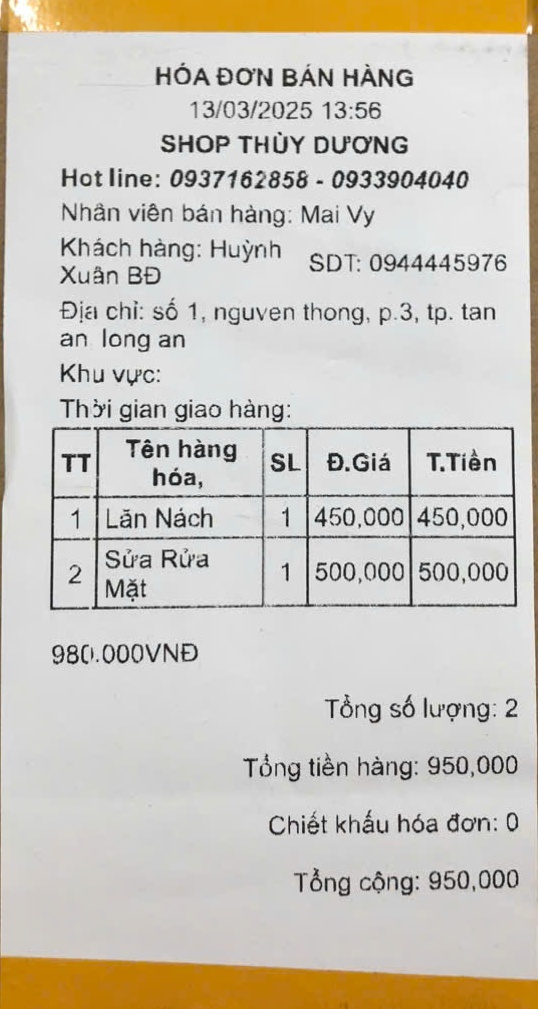 HÓA ĐƠN BÁN HÀNG
13/03/2025 13:56
SHOP THÙY DƯƠNG
Hot line: 0937162858 - 0933904040
Nhân viên bán hàng: Mai Vy
Khách hàng: Huỳnh
Xuân BĐ
SDT: 0944445976
Địa chỉ: số 1, nguyen thong, p.3, tp. tan
an long an
Khu vực:
Thời gian giao hàng:
TT Tên hàng hóa, SL Đ.Giá T.Tiền
1 Lăn Nách 1 450,000 450,000
2 Sửa Rửa Mặt 1 500,000 500,000
980.000VNĐ
Tổng số lượng: 2
Tổng tiền hàng: 950,000
Chiết khấu hóa đơn: 0
Tổng cộng: 950,000